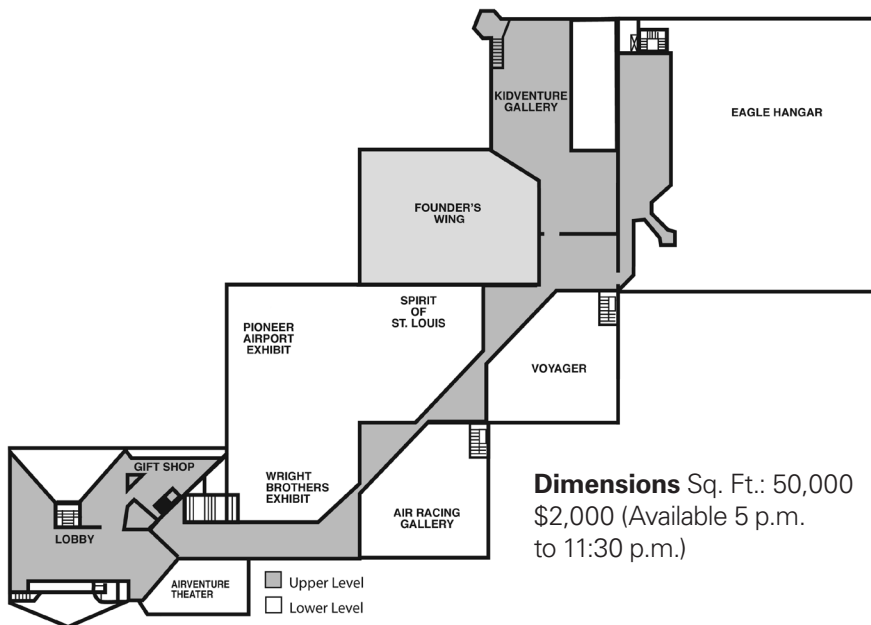 KIDVENTURE
GALLERY
EAGLE HANGAR
FOUNDER'S
WING
SPIRIT
OF
ST. LOUIS
PIONEER
AIRPORT
EXHIBIT
VOYAGER
GIFT SHOP
WRIGHT
BROTHERS
EXHIBIT
AIR RACING
GALLERY
LOBBY
AIRVENTURE
THEATER
Upper Level
Lower Level
Dimensions Sq. Ft.: 50,000
$2,000 (Available 5 p.m.
to 11:30 p.m.)